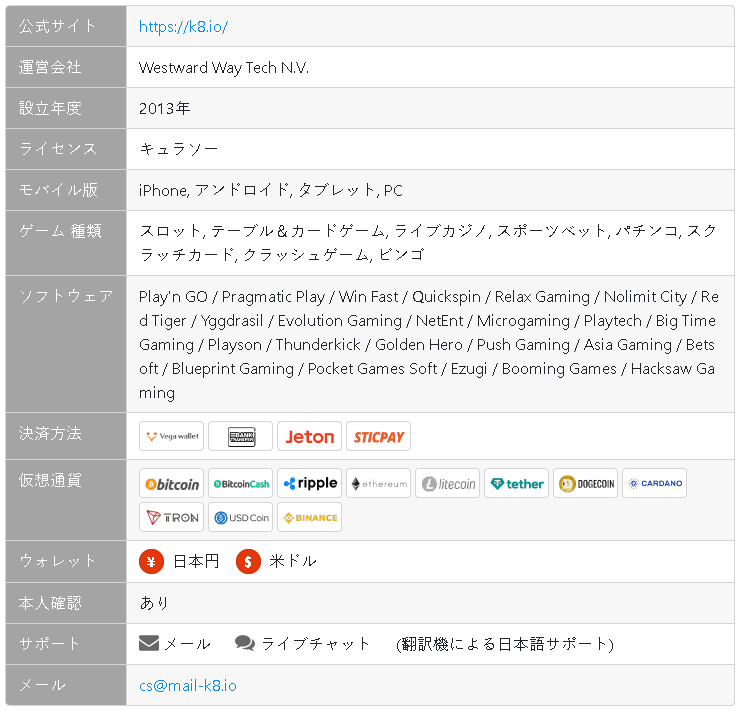 公式サイト
https://k8.io/
運営会社
Westward Way Tech N.V.
設立年度
2013年
ライセンス
キュラソー
モバイル版
iPhone, アンドロイド, タブレット, PC
ゲーム 種類
スロット, テーブル＆カードゲーム, ライブカジノ, スポーツベット, パチンコ, スク
ラッチカード, クラッシュゲーム, ビンゴ
ソフトウェア
Play'n GO / Pragmatic Play / Win Fast / Quickspin / Relax Gaming / Nolimit City / Re
d Tiger / Yggdrasil / Evolution Gaming / NetEnt / Microgaming / Playtech / Big Time
Gaming / Playson / Thunderkick / Golden Hero / Push Gaming / Asia Gaming / Bets
oft / Blueprint Gaming / Pocket Games Soft / Ezugi / Booming Games / Hacksaw Ga
ming
決済方法
Vega wallet BANK TRANSFER Jeton STICPAY
仮想通貨
bitcoin BitcoinCash ripple ethereum litecoin tether DOGECOIN CARDANO
TRON USD Coin BINANCE
ウォレット
¥ 日本円 $ 米ドル
本人確認
あり
サポート
メール ライブチャット (翻訳機による日本語サポート)
メール
cs@mail-k8.io